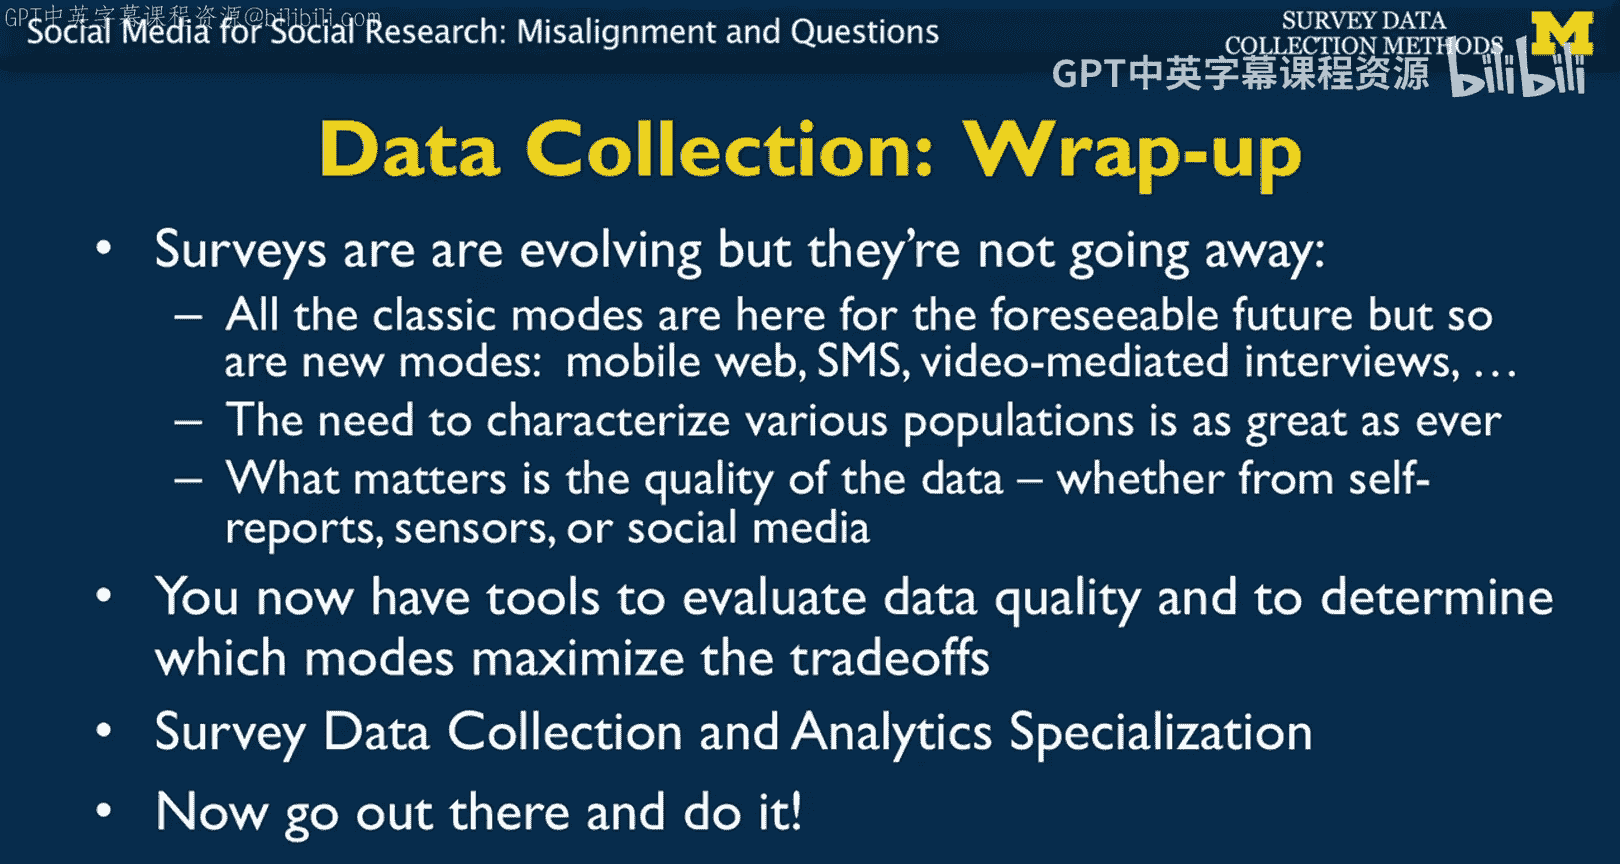 GPT中英字幕课程资源@bilibili.com
Social Media for Social Research: Misalignment and Questions
SURVEY DATA
COLLECTION METHODS
M
GPT中英字幕课程资源 bilibili
Data Collection: Wrap-up
• Surveys are are evolving but they’re not going away:
– All the classic modes are here for the foreseeable future but so
are new modes: mobile web, SMS, video-mediated interviews, …
– The need to characterize various populations is as great as ever
– What matters is the quality of the data – whether from self-
reports, sensors, or social media
• You now have tools to evaluate data quality and to determine
which modes maximize the tradeoffs
• Survey Data Collection and Analytics Specialization
• Now go out there and do it!